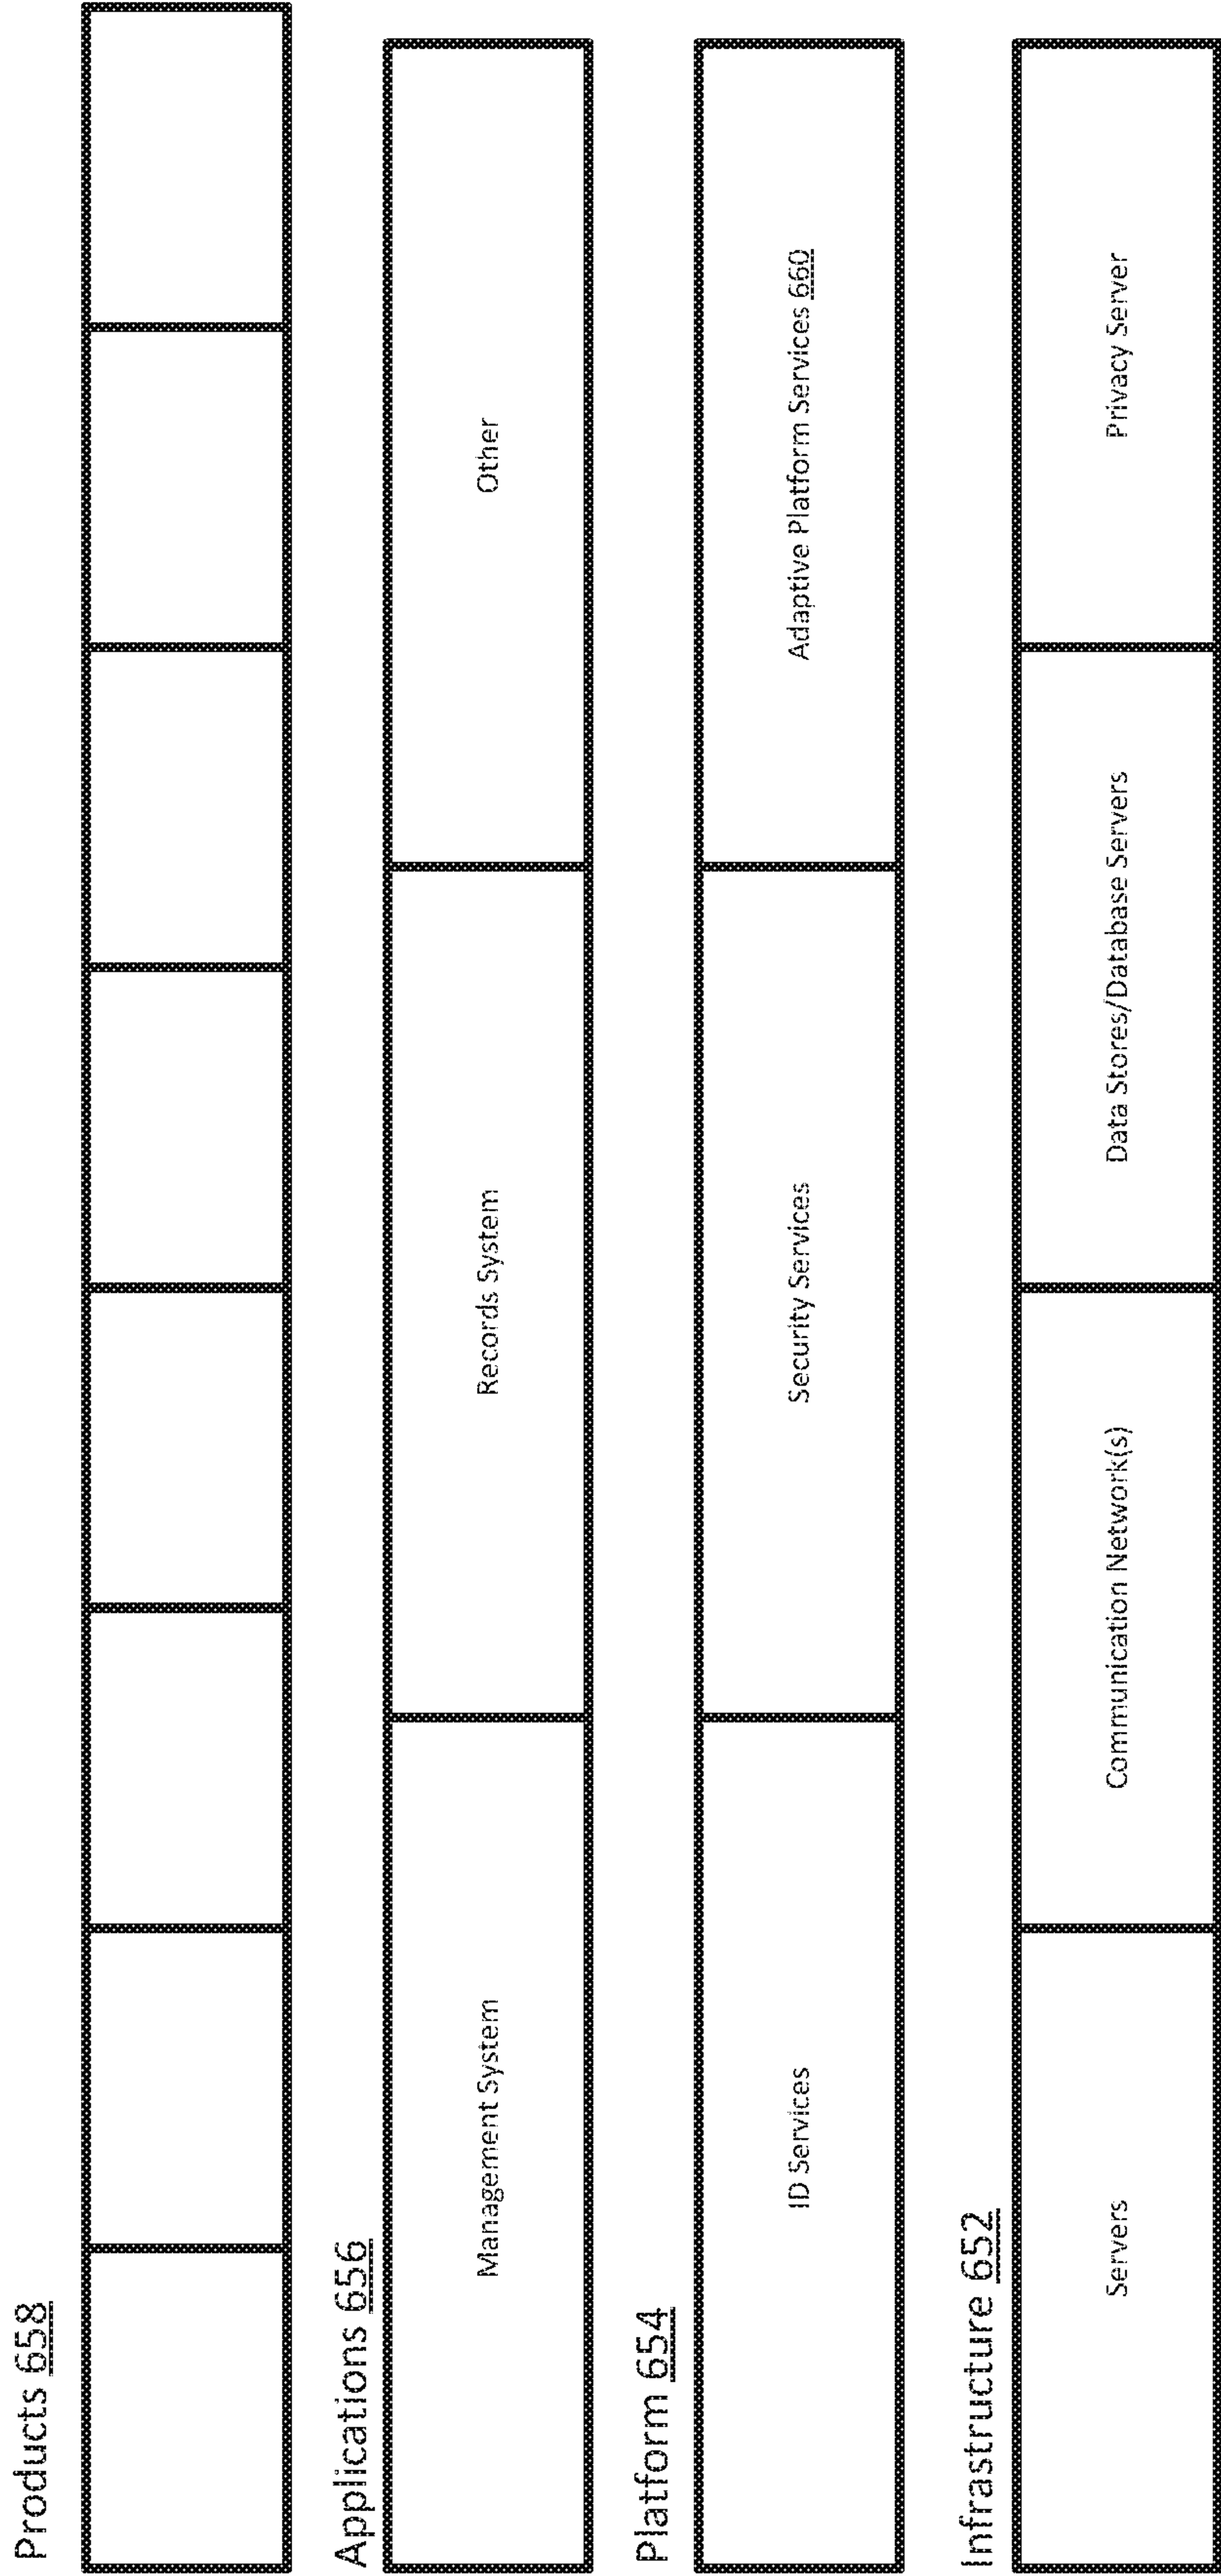 Products 658
Applications 656
Management System
Records System
Other
Platform 654
ID Services
Security Services
Adaptive Platform Services 660
Infrastructure 652
Servers
Communication Network(s)
Data Stores/Database Servers
Privacy Server